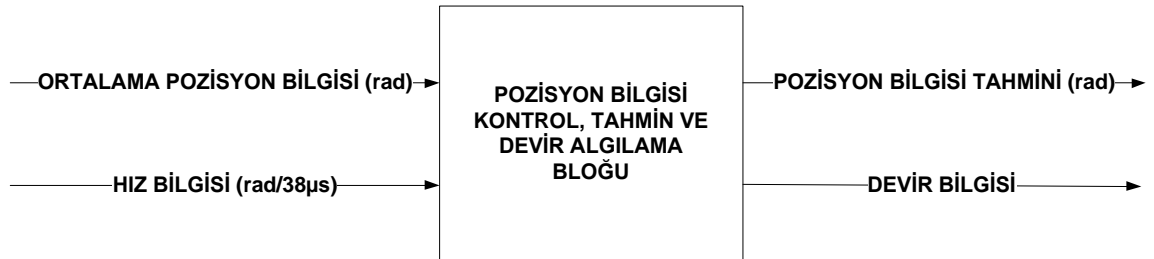 ORTALAMA POZİSYON BİLGİSİ (rad)
HIZ BİLGİSİ (rad/38µs)
POZİSYON BİLGİSİ
KONTROL, TAHMİN VE
DEVİR ALGILAMA
BLOĞU
POZİSYON BİLGİSİ TAHMİNİ (rad)
DEVİR BİLGİSİ